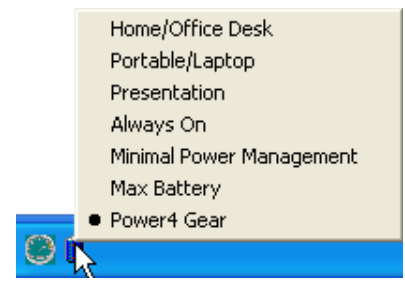 Home/Office Desk
Portable/Laptop
Presentation
Always On
Minimal Power Management
Max Battery
Power4 Gear